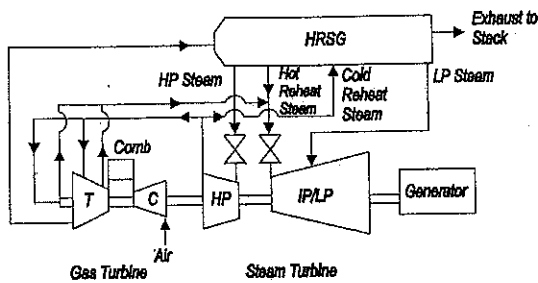 HRSG
Exhaust to
Stack
HP Steam
Hot
Reheat
Steam
Cold
Reheat
Steam
LP Steam
Comb
T
C
HP
IP/LP
Generator
Air
Gas Turbine
Steam Turbine